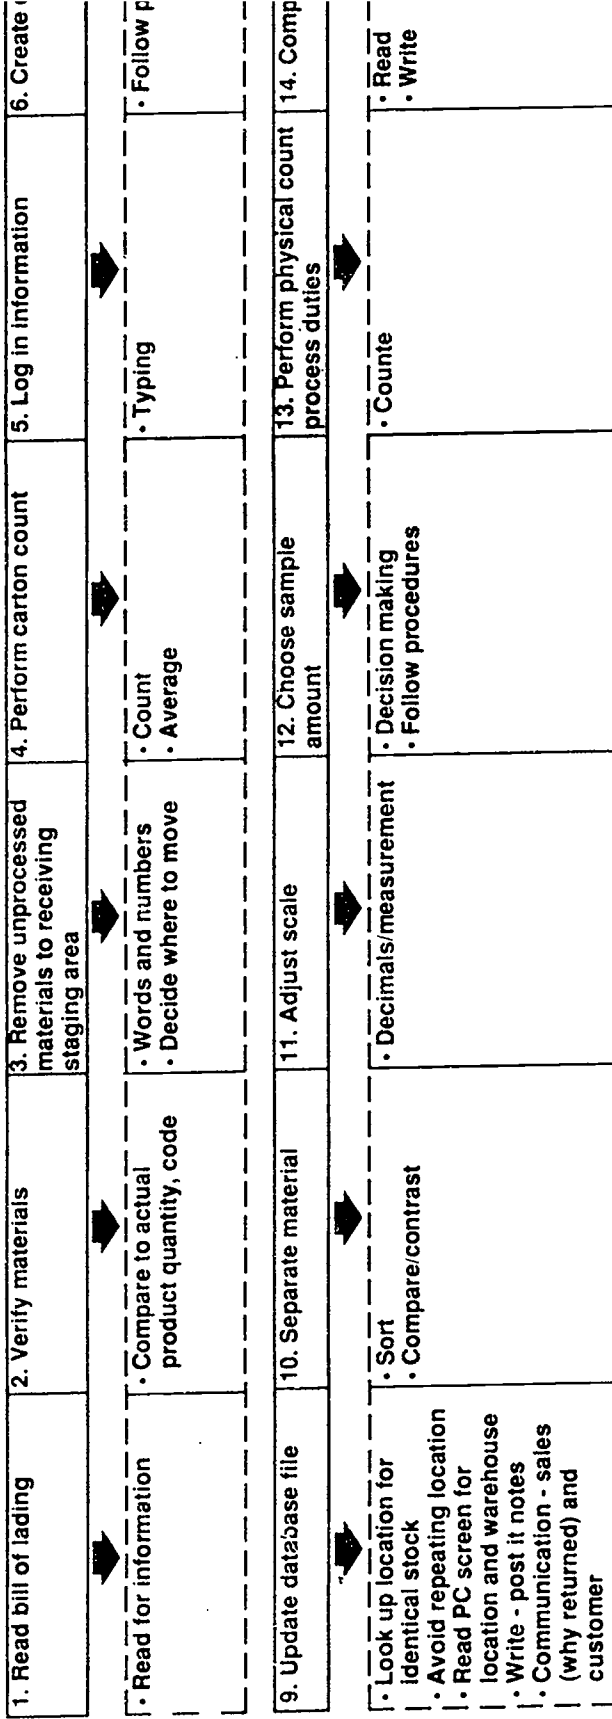 1. Read bill of lading
2. Verify materials
3. Remove unprocessed
materials to receiving
staging area
4. Perform carton count
5. Log in information
6. Create
• Read for information
• Compare to actual
product quantity, code
• Words and numbers
• Decide where to move
• Count
• Average
• Typing
• Follow
9. Update database file
10. Separate material
11. Adjust scale
12. Choose sample
amount
13. Perform physical count
process duties
14. Comp
• Look up location for
identical stock
• Avoid repeating location
• Read PC screen for
location and warehouse
• Write - post it notes
• Communication - sales
(why returned) and
customer
• Sort
• Compare/contrast
• Decimals/measurement
• Decision making
• Follow procedures
• Counte
• Read
• Write